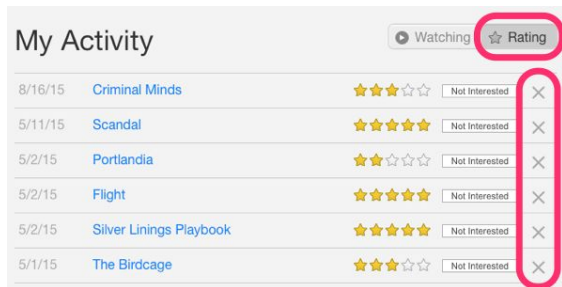 My Activity Watching Rating
8/16/15 Criminal Minds Not Interested
5/11/15 Scandal Not Interested
5/2/15 Portlandia Not Interested
5/2/15 Flight Not Interested
5/2/15 Silver Linings Playbook Not Interested
5/1/15 The Birdcage Not Interested